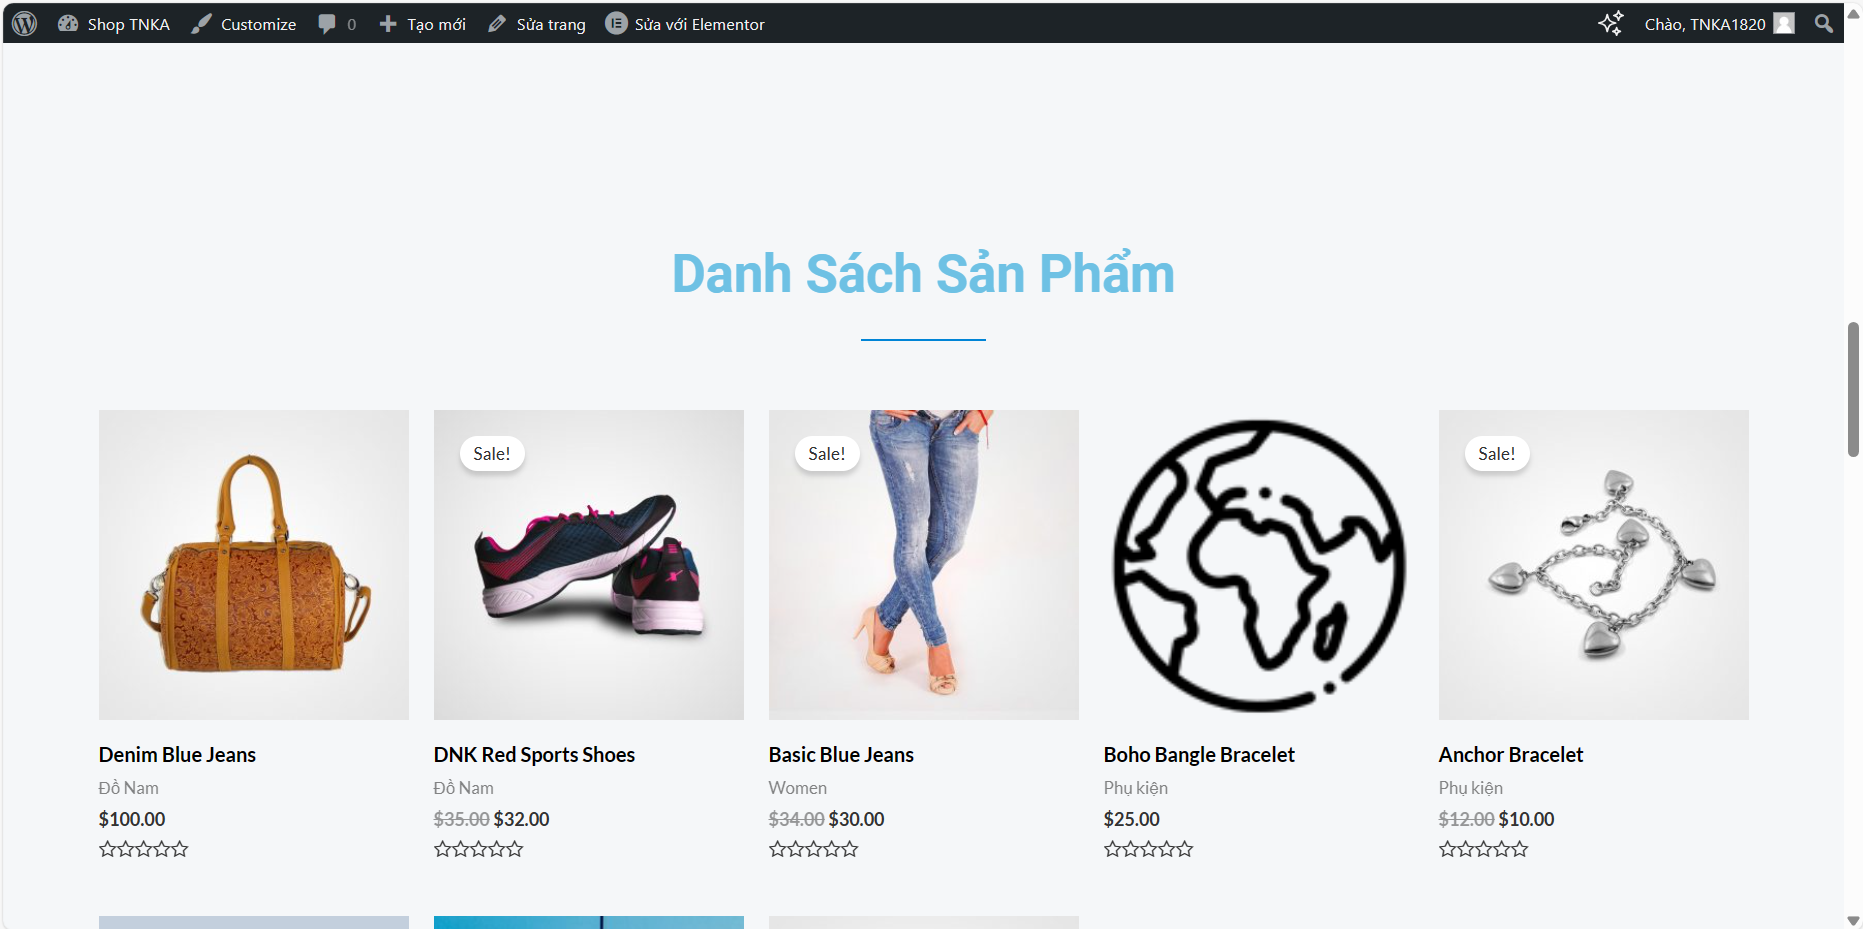 Shop TNKA Customize 0 Tạo mới Sửa trang Sửa với Elementor Chào, TNKA1820
Danh Sách Sản Phẩm
Sale! Sale! Sale!
Denim Blue Jeans DNK Red Sports Shoes Basic Blue Jeans Boho Bangle Bracelet Anchor Bracelet
Đồ Nam Đồ Nam Women Phụ kiện Phụ kiện
$100.00 $35.00 $32.00 $34.00 $30.00 $25.00 $12.00 $10.00